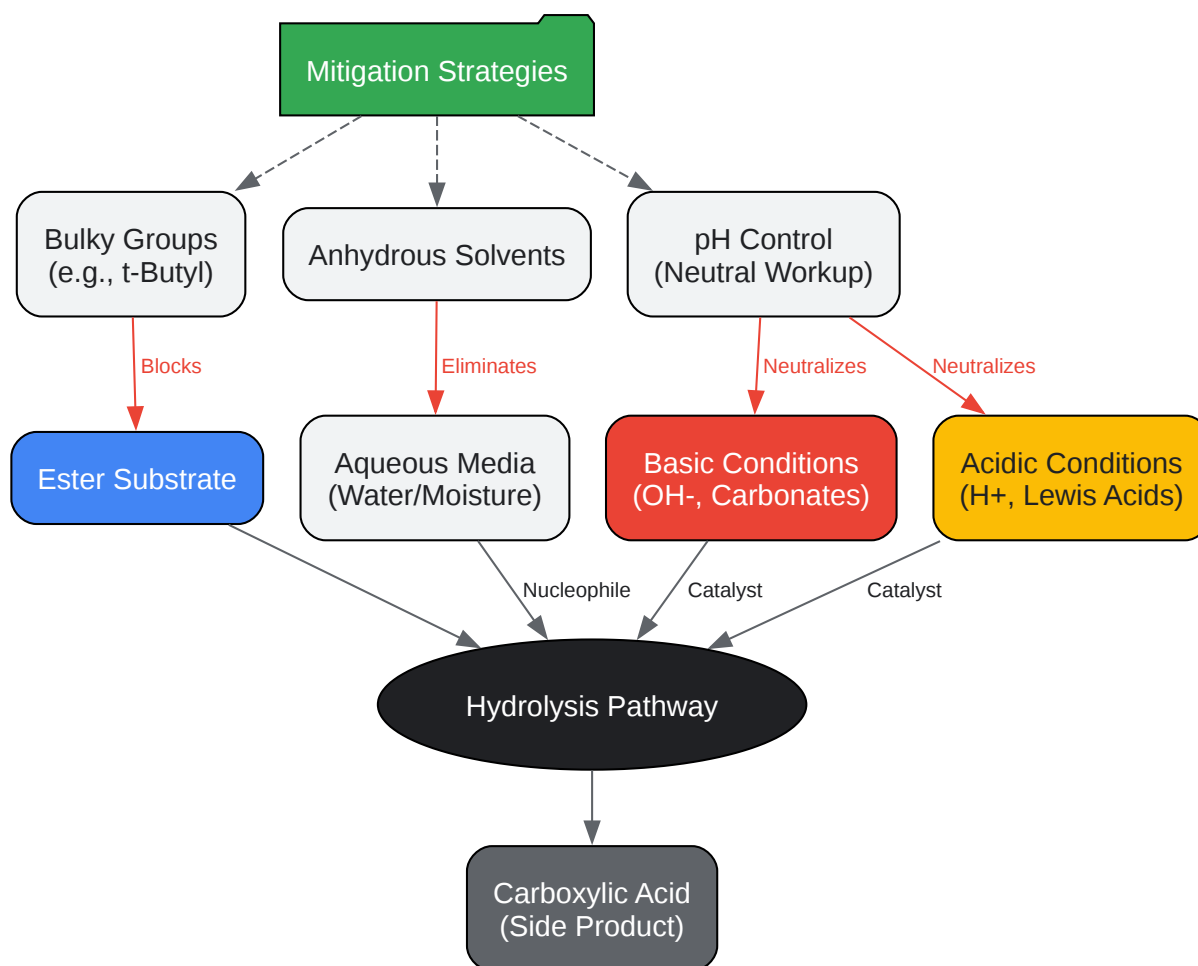 Mitigation Strategies
Bulky Groups
(e.g., t-Butyl)
Anhydrous Solvents
pH Control
(Neutral Workup)
Blocks
Eliminates
Neutralizes
Neutralizes
Ester Substrate
Aqueous Media
(Water/Moisture)
Basic Conditions
(OH-, Carbonates)
Acidic Conditions
(H+, Lewis Acids)
Nucleophile
Catalyst
Catalyst
Hydrolysis Pathway
Carboxylic Acid
(Side Product)